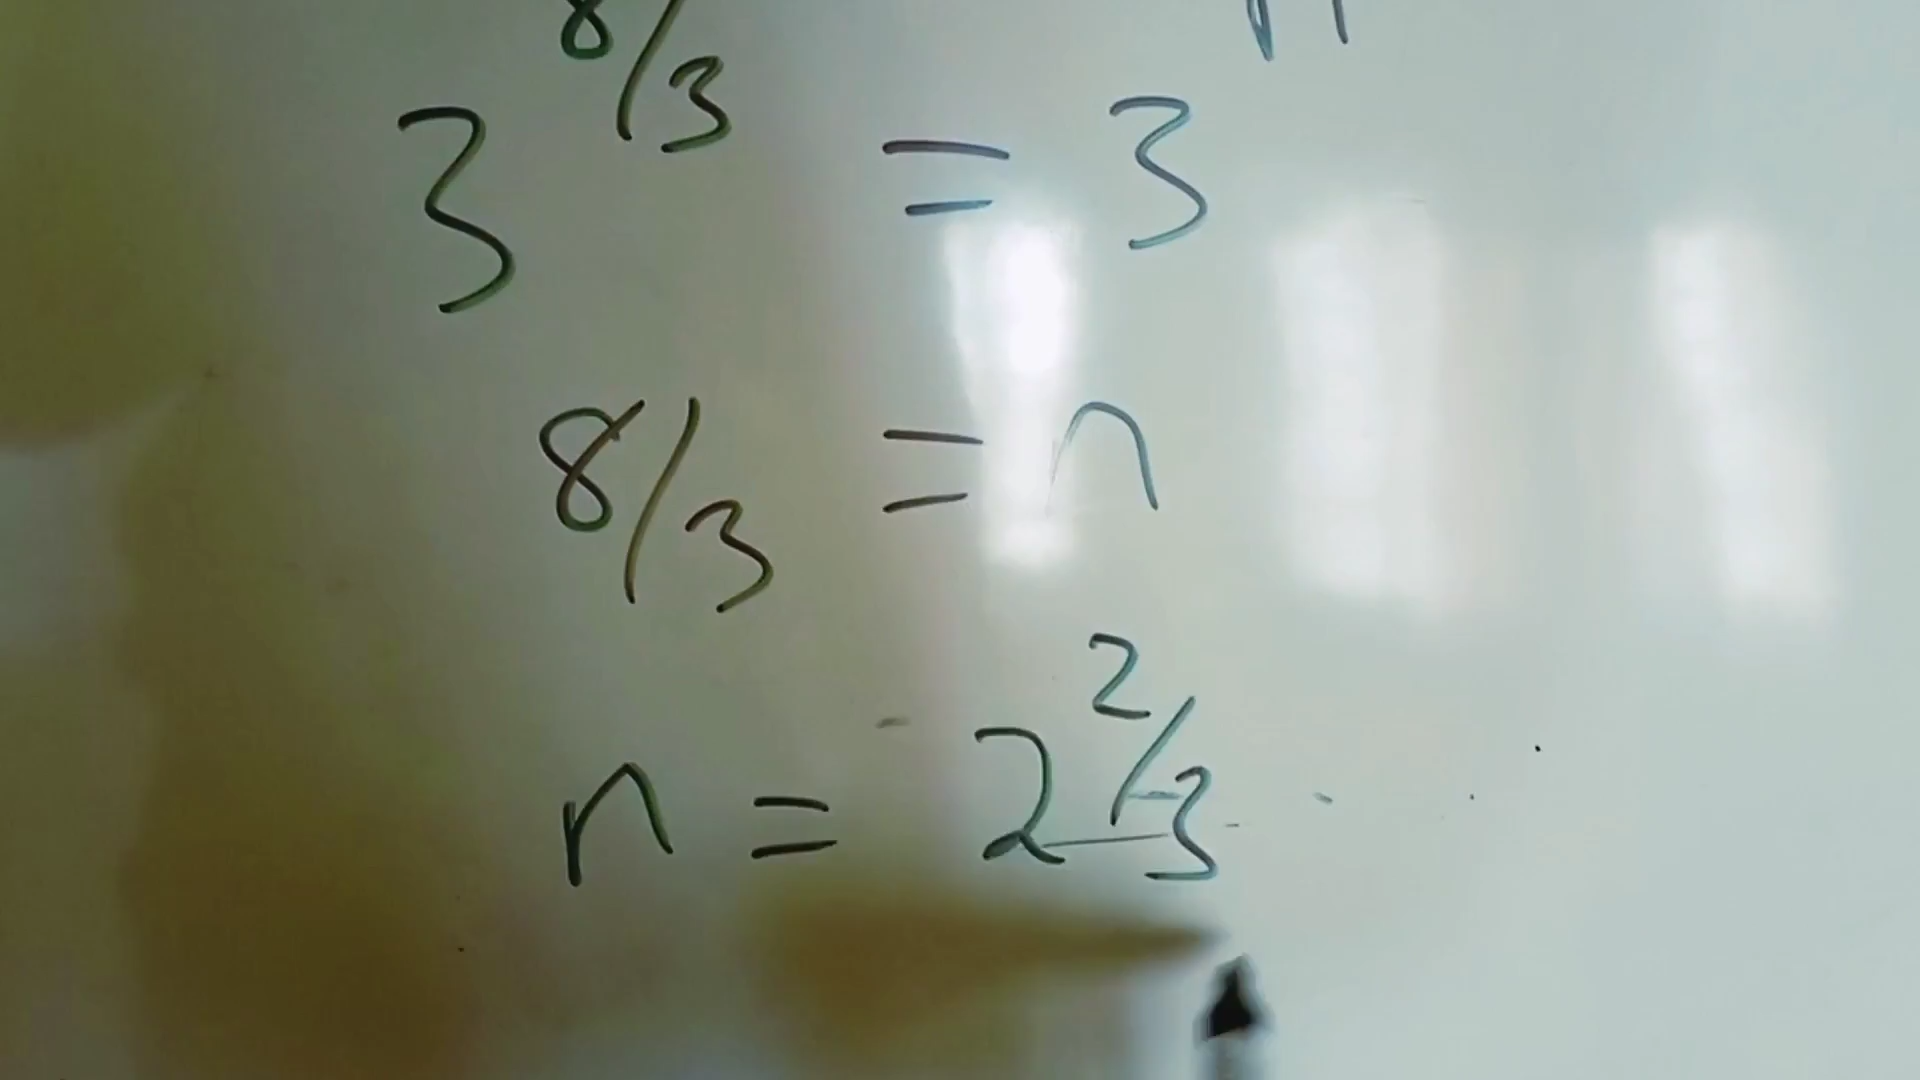 3^8/3 = 3^n
8/3 = n
n = 2 2/3